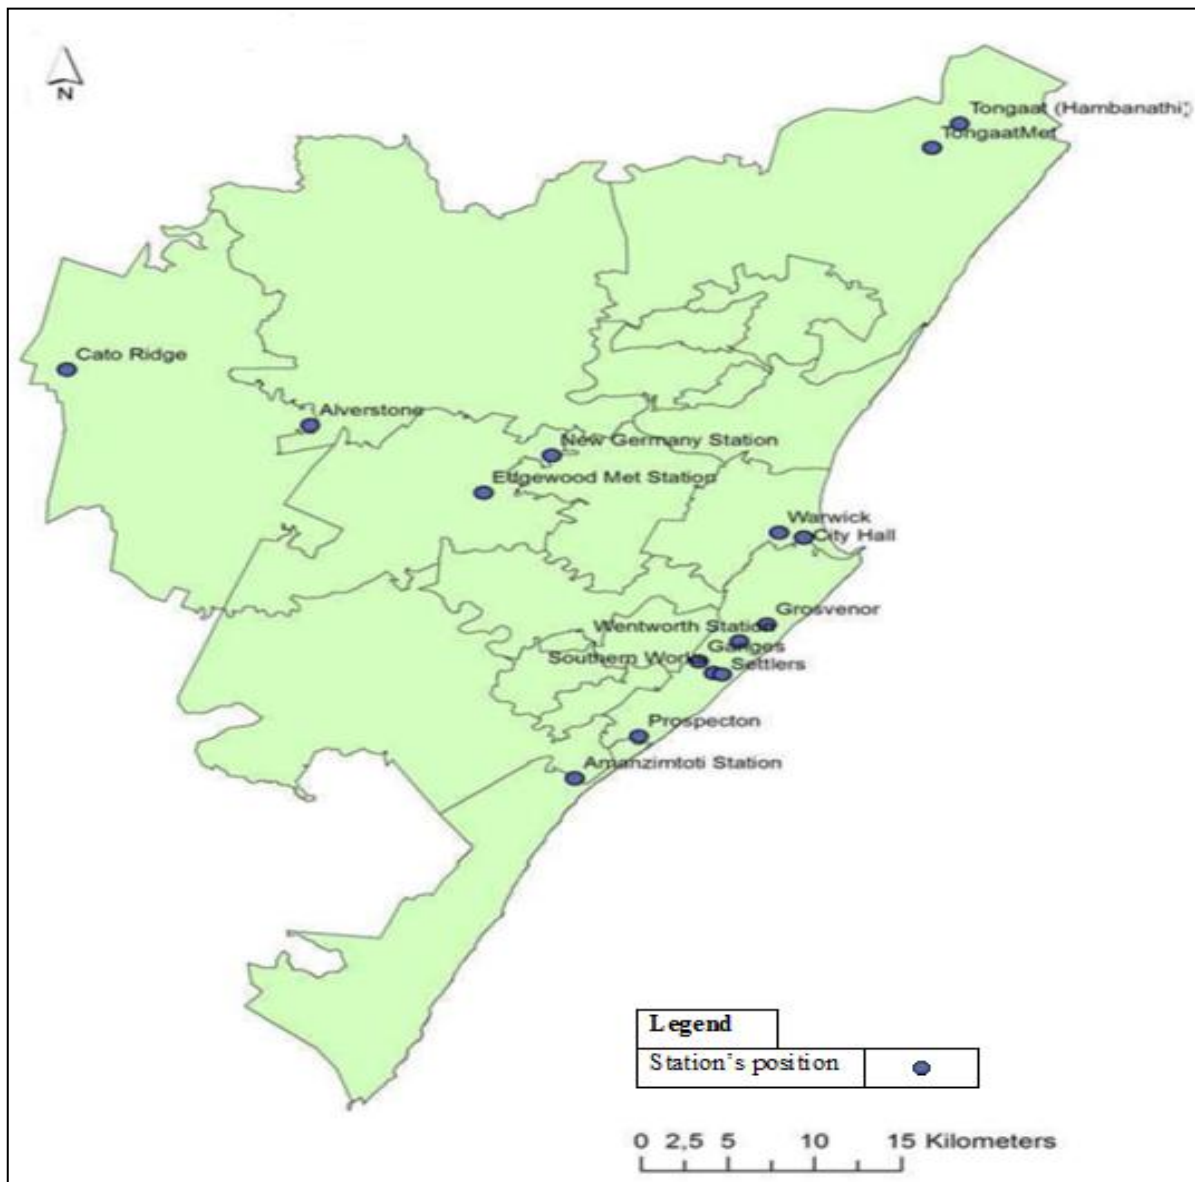 N
Tongaat (Hambanathi)
TongaatMet
Cato Ridge
Alverstone
New Germany Station
Edgewood Met Station
Warwick
City Hall
Grosvenor
Wentworth Station
Ganges
Southern Works
Settlers
Prospecton
Amanzimtoti Station
Legend
Station's position
0 2,5 5 10 15 Kilometers